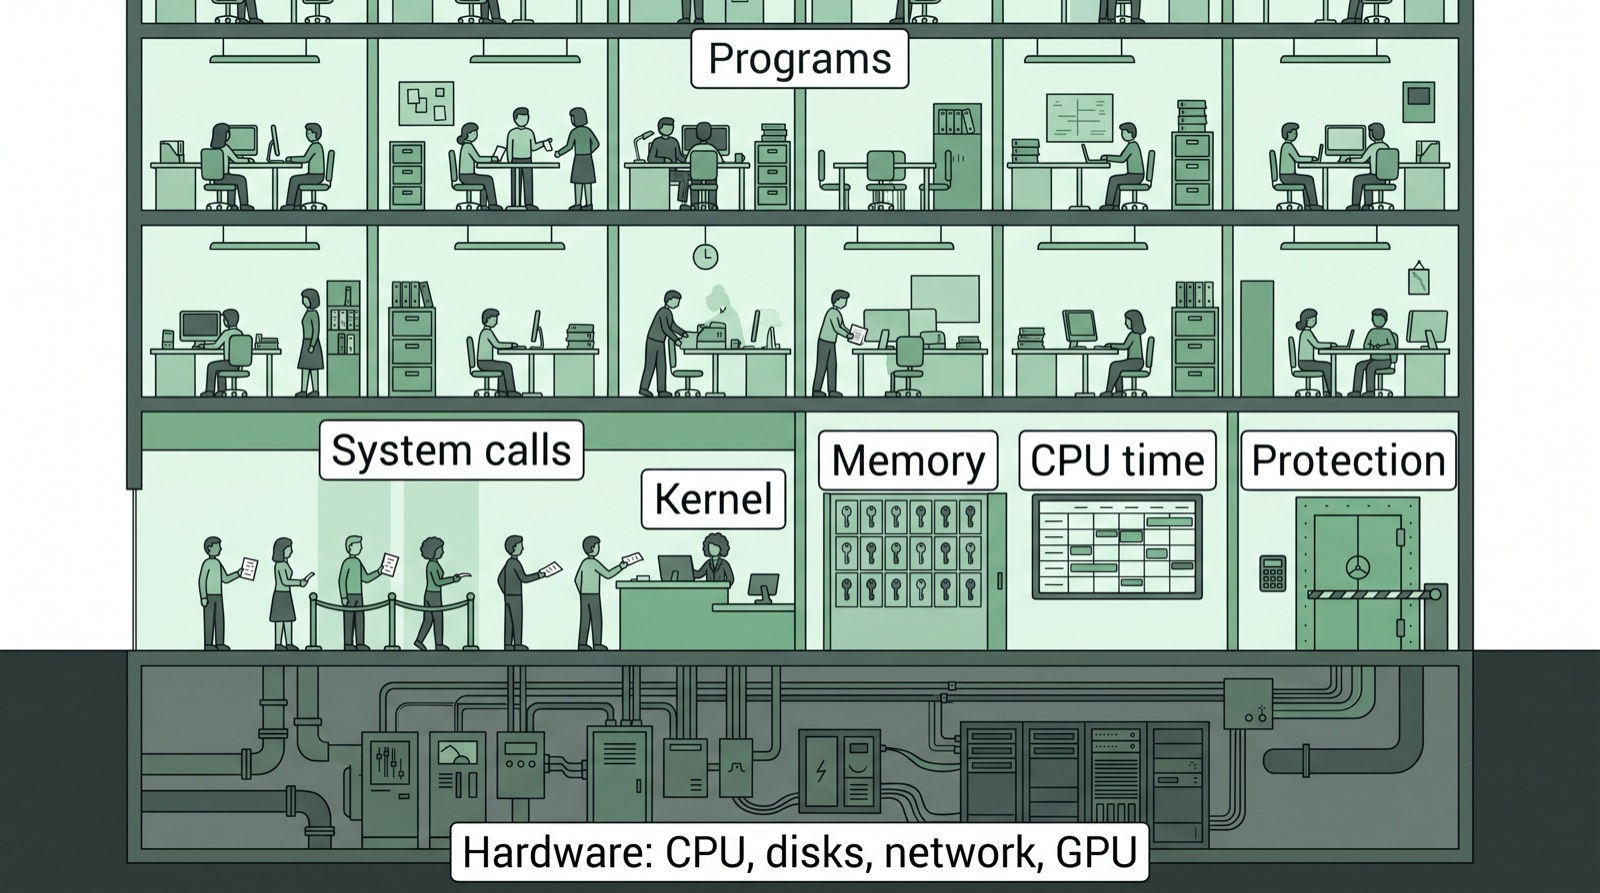 Programs
System calls
Kernel
Memory
CPU time
Protection
Hardware: CPU, disks, network, GPU